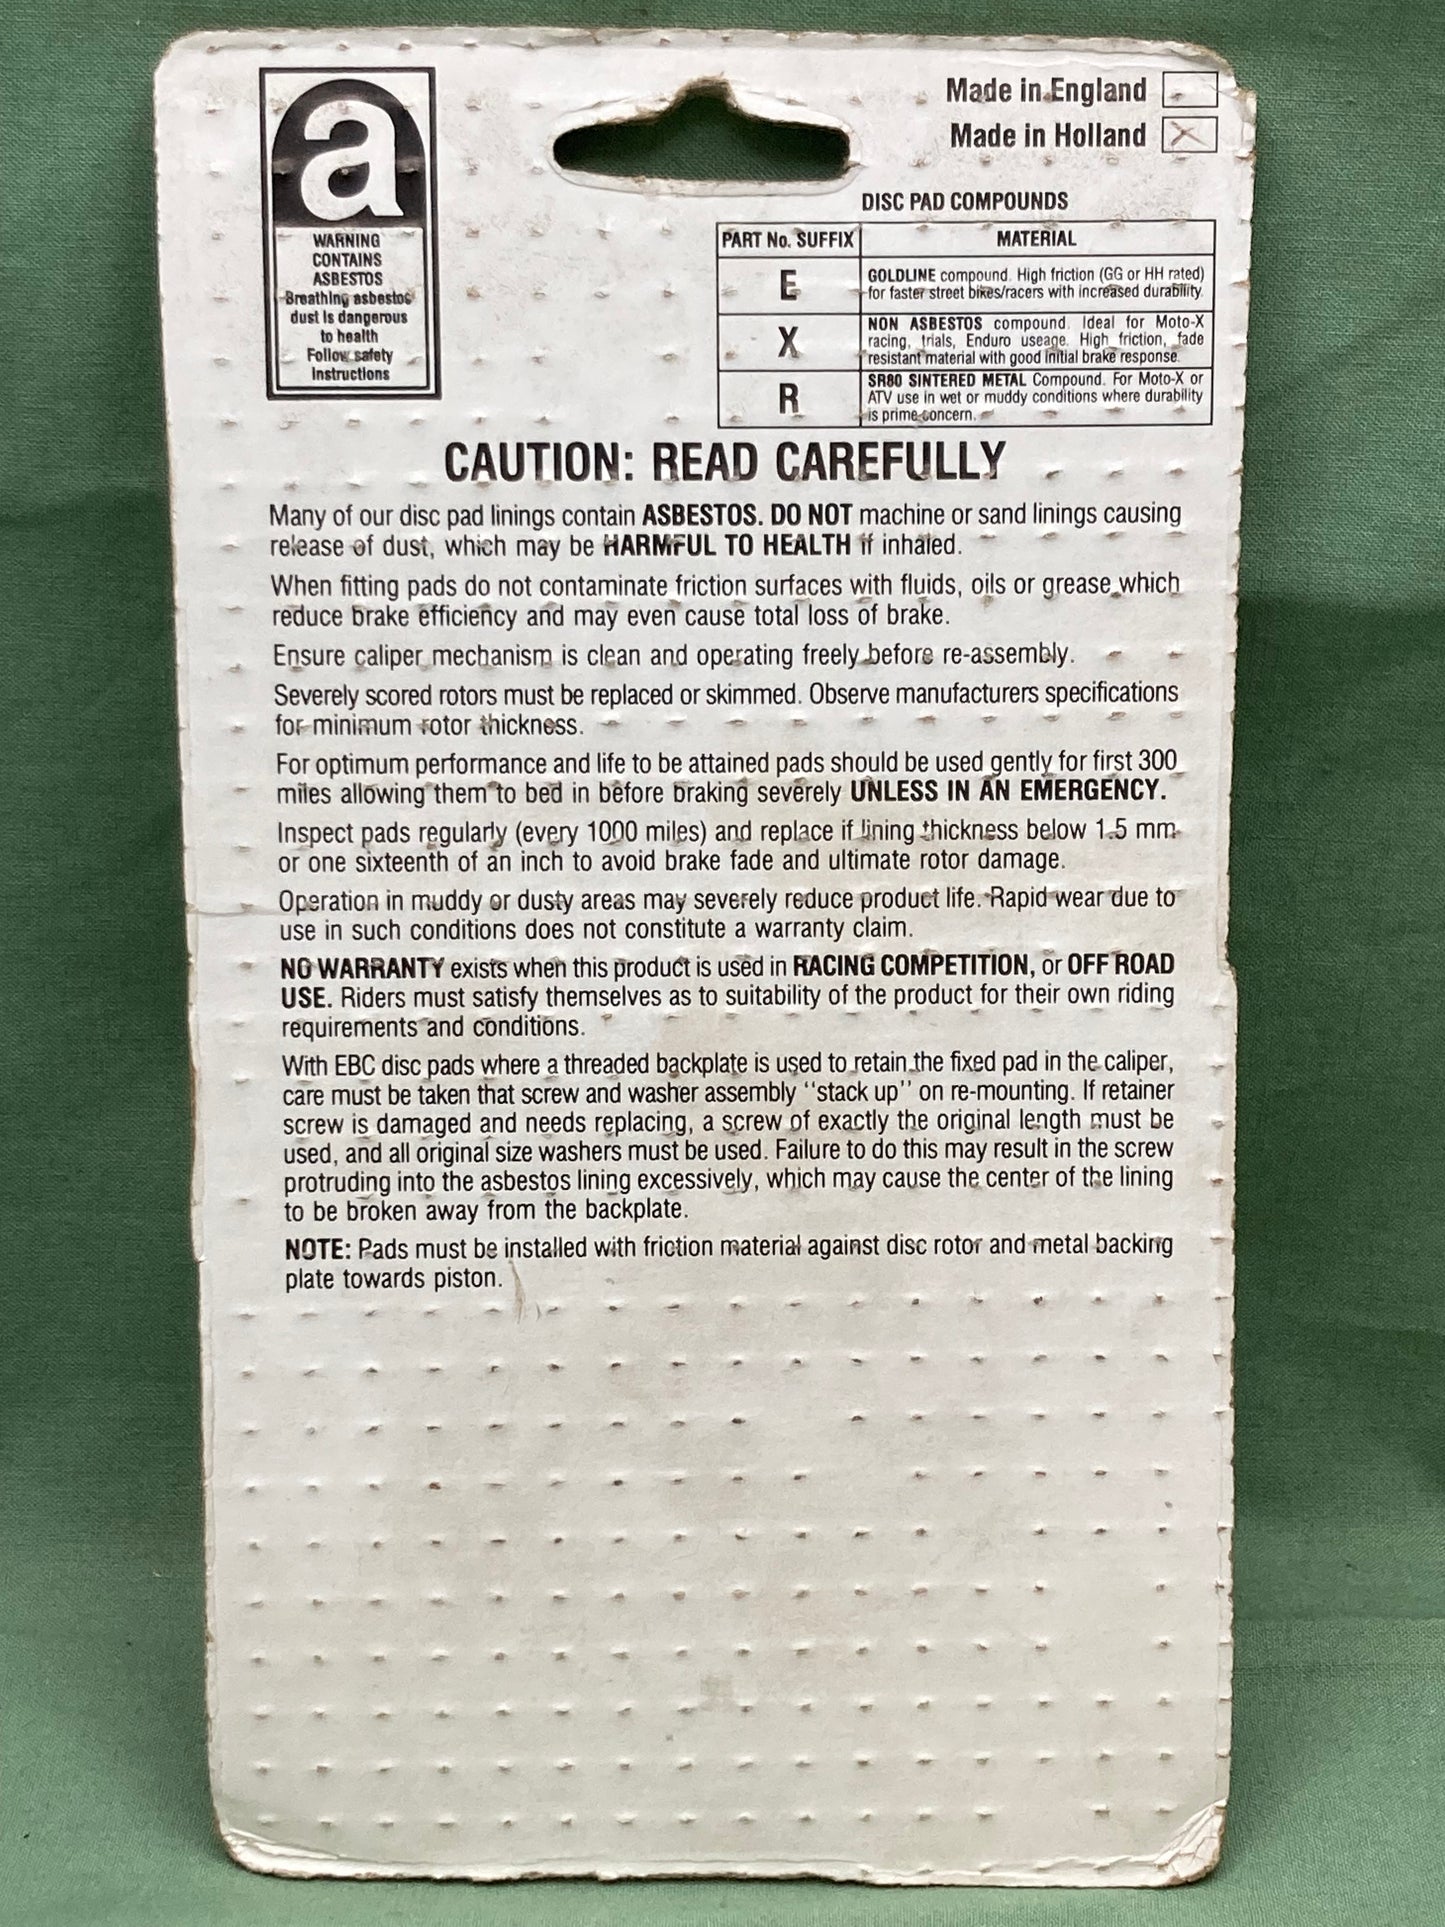 a
WARNING
CONTAINS
ASBESTOS
Breathing asbestos
dust is dangerous
to health
Follow safety
instructions
Made in England
Made in Holland X
DISC PAD COMPOUNDS
PART No. SUFFIX MATERIAL
E GOLDLINE compound. High friction (GG or HH rated)
for faster street bikes/racers with increased durability.
X NON ASBESTOS compound. Ideal for Moto-X
racing, trials, Enduro useage. High friction, fade
resistant material with good initial brake response.
R SR80 SINTERED METAL Compound. For Moto-X or
ATV use in wet or muddy conditions where durability
is prime concern.
CAUTION: READ CAREFULLY
Many of our disc pad linings contain ASBESTOS. DO NOT machine or sand linings causing
release of dust, which may be HARMFUL TO HEALTH if inhaled.
When fitting pads do not contaminate friction surfaces with fluids, oils or grease which
reduce brake efficiency and may even cause total loss of brake.
Ensure caliper mechanism is clean and operating freely before re-assembly.
Severely scored rotors must be replaced or skimmed. Observe manufacturers specifications
for minimum rotor thickness.
For optimum performance and life to be attained pads should be used gently for first 300
miles allowing them to bed in before braking severely UNLESS IN AN EMERGENCY.
Inspect pads regularly (every 1000 miles) and replace if lining thickness below 1.5 mm
or one sixteenth of an inch to avoid brake fade and ultimate rotor damage.
Operation in muddy or dusty areas may severely reduce product life. Rapid wear due to
use in such conditions does not constitute a warranty claim.
NO WARRANTY exists when this product is used in RACING COMPETITION, or OFF ROAD
USE. Riders must satisfy themselves as to suitability of the product for their own riding
requirements and conditions.
With EBC disc pads where a threaded backplate is used to retain the fixed pad in the caliper,
care must be taken that screw and washer assembly "stack up" on re-mounting. If retainer
screw is damaged and needs replacing, a screw of exactly the original length must be
used, and all original size washers must be used. Failure to do this may result in the screw
protruding into the asbestos lining excessively, which may cause the center of the lining
to be broken away from the backplate.
NOTE: Pads must be installed with friction material against disc rotor and metal backing
plate towards piston.